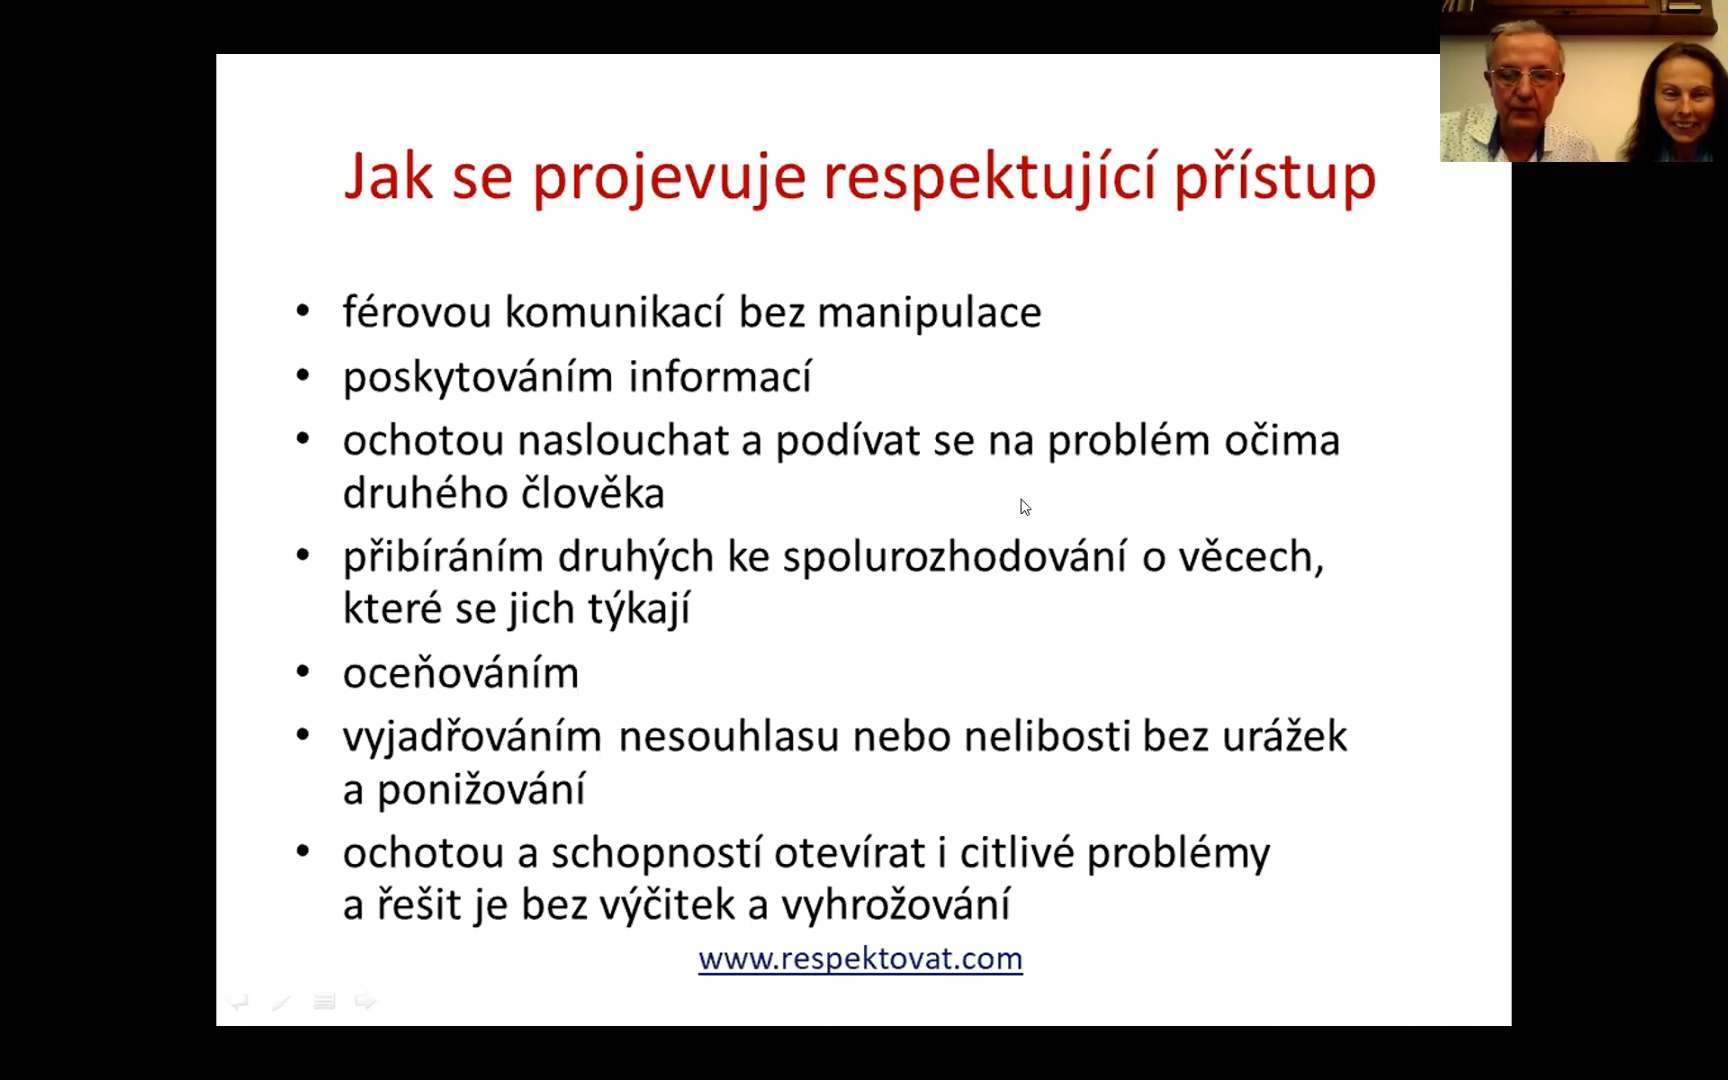 Jak se projevuje respektující přístup
• férovou komunikací bez manipulace
• poskytováním informací
• ochotou naslouchat a podívat se na problém očima
druhého člověka
• přibíráním druhých ke spolurozhodování o věcech,
které se jich týkají
• oceňováním
• vyjadřováním nesouhlasu nebo nelibosti bez urážek
a ponižování
• ochotou a schopností otevírat i citlivé problémy
a řešit je bez výčitek a vyhrožování
www.respektovat.com